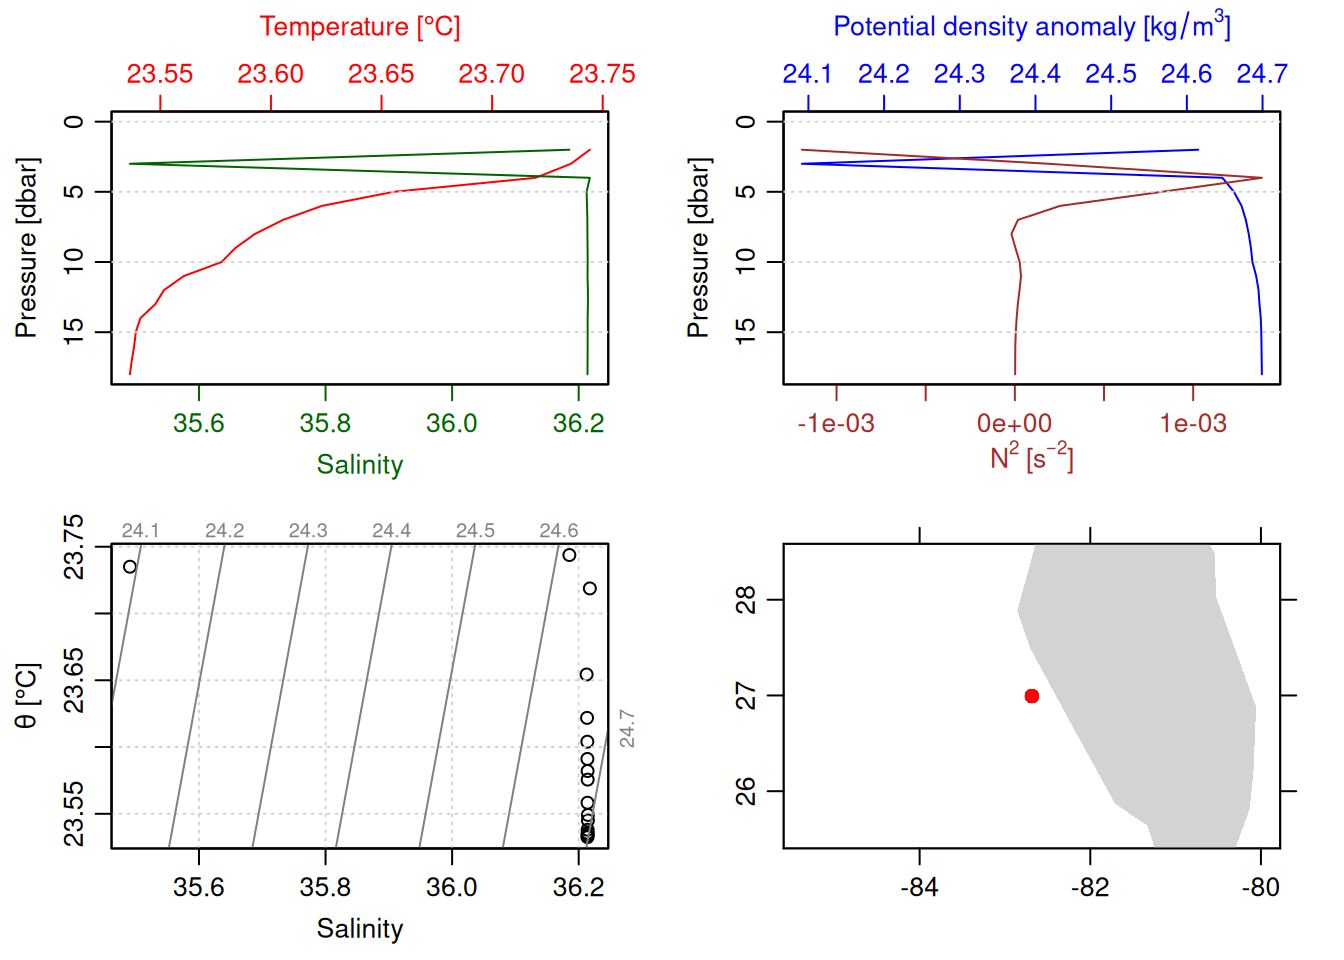 Temperature [°C]
23.55 23.60 23.65 23.70 23.75
0
5
10
15
Pressure [dbar]
35.6 35.8 36.0 36.2
Salinity
Potential density anomaly [kg/m³]
24.1 24.2 24.3 24.4 24.5 24.6 24.7
0
5
10
15
Pressure [dbar]
-1e-03 0e+00 1e-03
N² [s⁻²]
24.1 24.2 24.3 24.4 24.5 24.6
24.7
23.75
23.65
23.55
θ [°C]
35.6 35.8 36.0 36.2
Salinity
28
27
26
-84 -82 -80